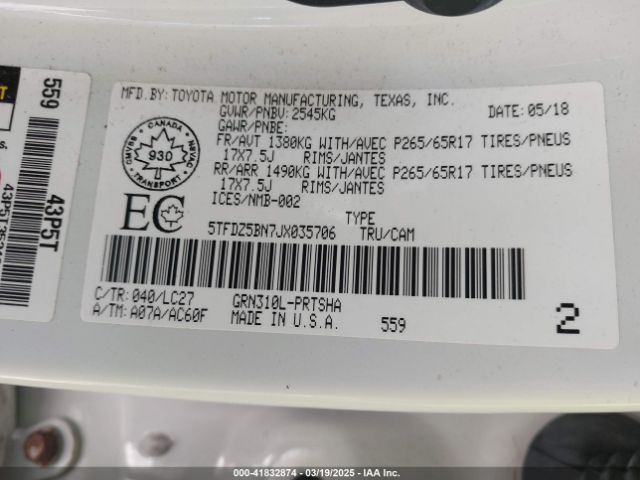 MFD.BY: TOYOTA MOTOR MANUFACTURING, TEXAS, INC.
GVWR/PNBV: 2545KG DATE: 05/18
GAWR/PNBE:
FR/AVT 1380KG WITH/AVEC P265/65R17 TIRES/PNEUS
17X7.5J RIMS/JANTES
RR/ARR 1490KG WITH/AVEC P265/65R17 TIRES/PNEUS
17X7.5J RIMS/JANTES
ICES/NMB-002
CANADA
930
TRANSPORT
EC
TYPE
5TFDZ5BN7JX035706 TRU/CAM
C/TR: 040/LC27 GRN310L-PRTSHA
A/TM: A07A/AC60F MADE IN U.S.A. 559
2
559
43P5T
000-41832874 | 03/19/2025 | IAA Inc.